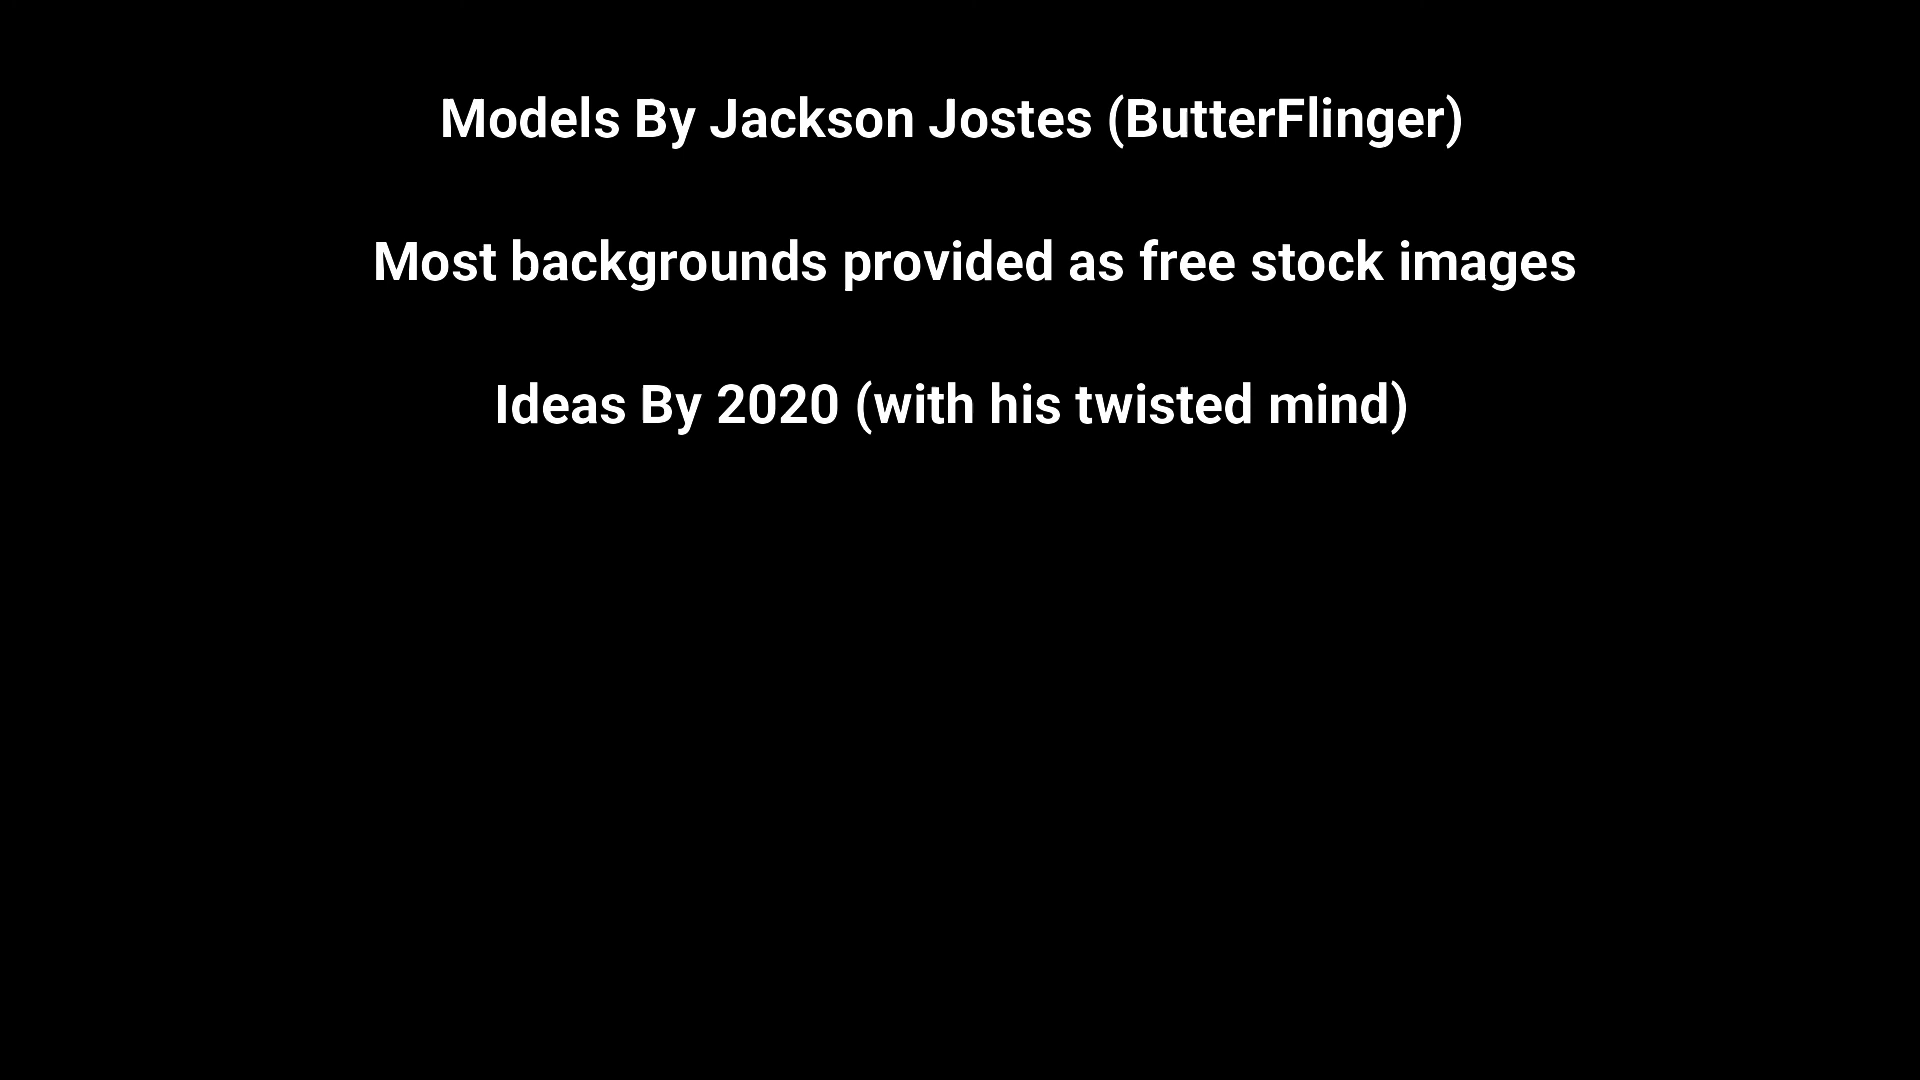 Models By Jackson Jostes (ButterFlinger)
Most backgrounds provided as free stock images
Ideas By 2020 (with his twisted mind)